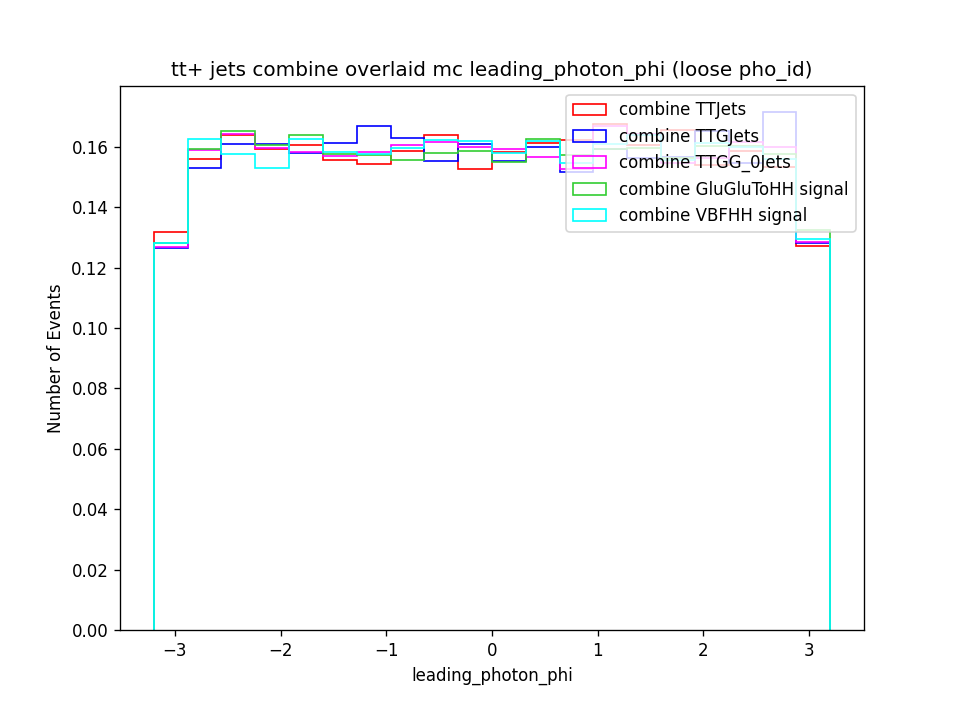 tt+ jets combine overlaid mc leading_photon_phi (loose pho_id)
combine TTJets
combine TTGJets
combine TTGG_0Jets
combine GluGluToHH signal
combine VBFHH signal
0.16
0.14
0.12
0.10
0.08
0.06
0.04
0.02
0.00
Number of Events
−3 −2 −1 0 1 2 3
leading_photon_phi